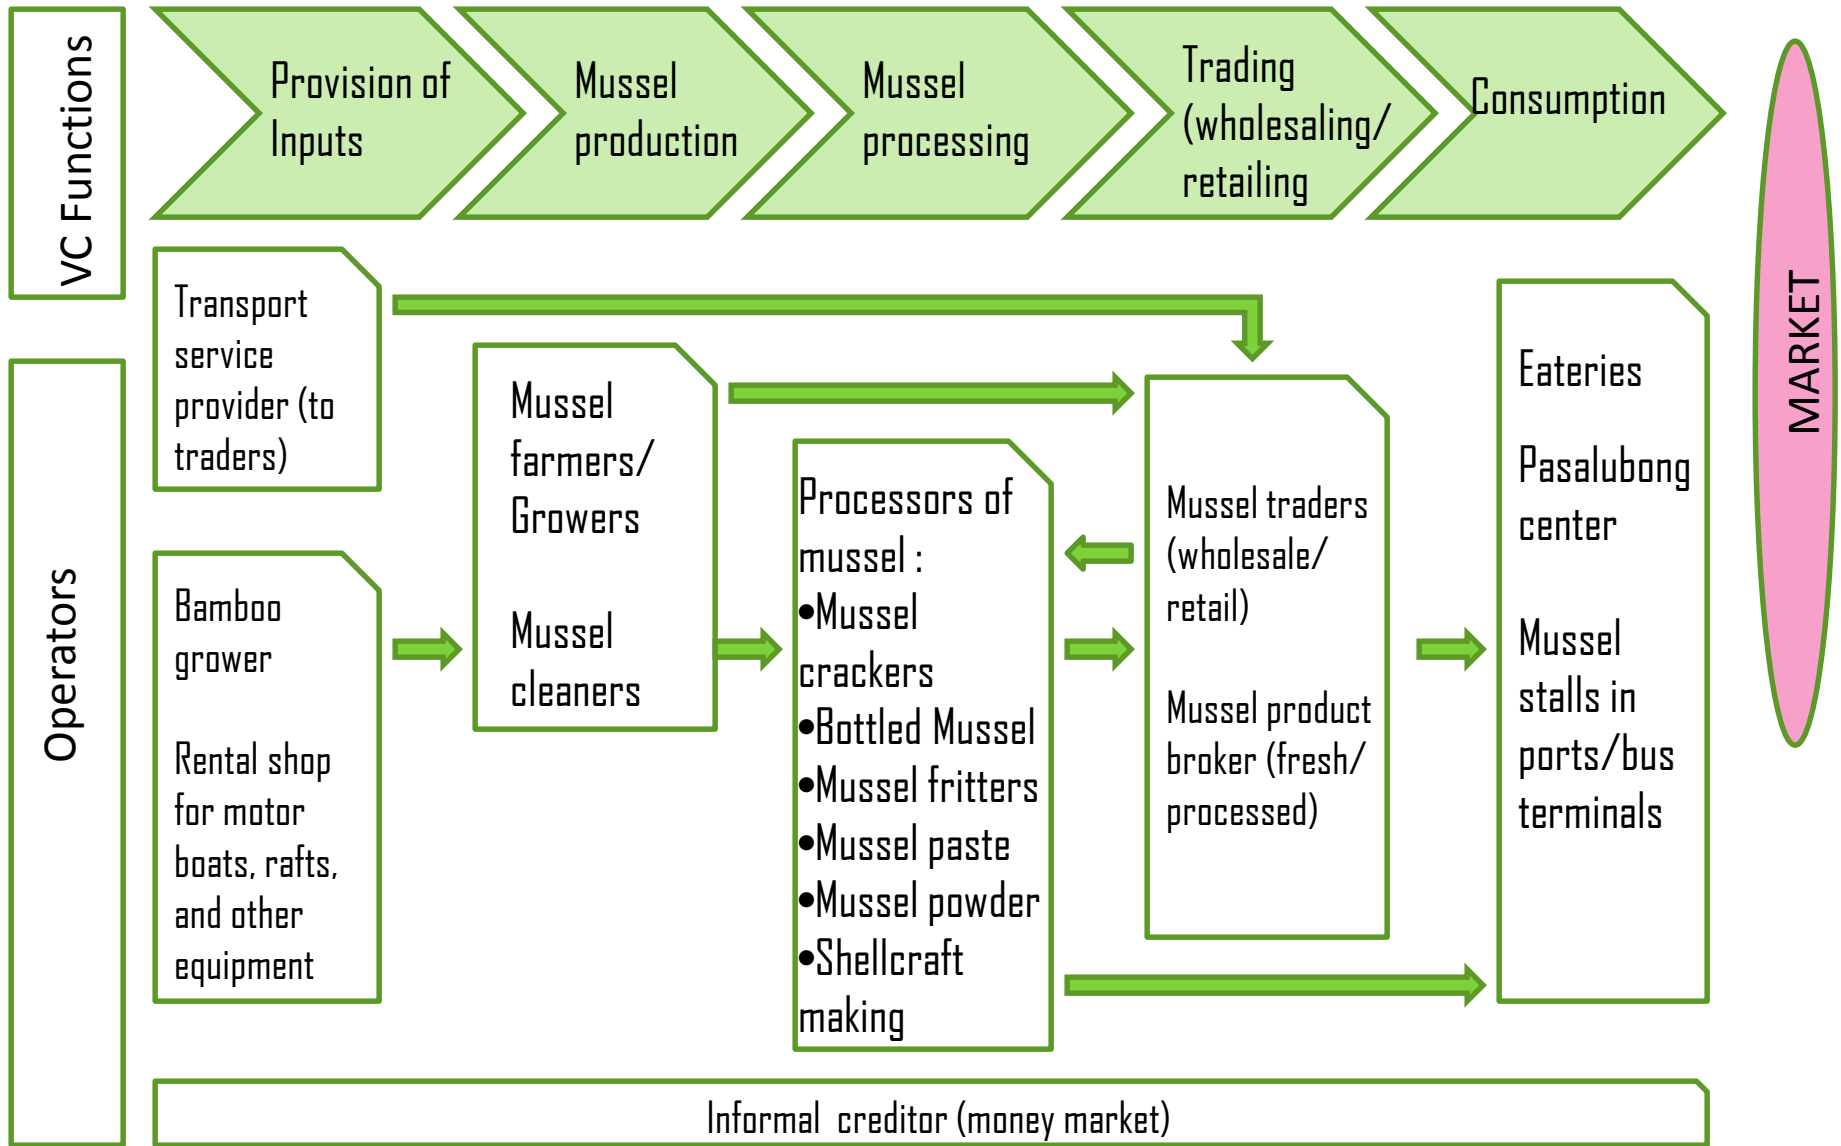 VC Functions
Provision of
Inputs
Mussel
production
Mussel
processing
Trading
(wholesaling/
retailing
Consumption
MARKET
Operators
Transport
service
provider (to
traders)
Bamboo
grower
Rental shop
for motor
boats, rafts,
and other
equipment
Mussel
farmers/
Growers
Mussel
cleaners
Processors of
mussel :
•Mussel
crackers
•Bottled Mussel
•Mussel fritters
•Mussel paste
•Mussel powder
•Shellcraft
making
Mussel traders
(wholesale/
retail)
Mussel product
broker (fresh/
processed)
Eateries
Pasalubong
center
Mussel
stalls in
ports/bus
terminals
Informal creditor (money market)